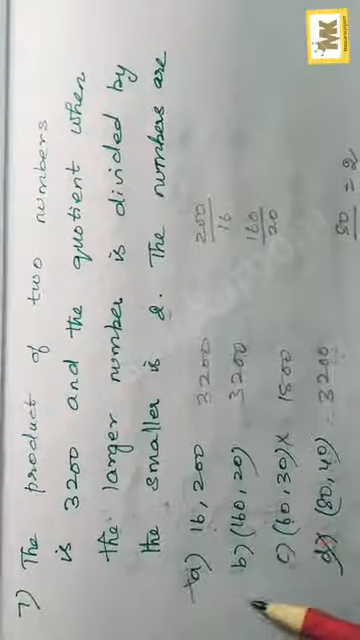 7) The product of two numbers
is 3200 and the quotient when
the larger number is divided by
the smaller is 2. The numbers are
a) 16, 200 3200 200/16
b) (160, 20) 3200 160/20
c) (60, 30) x 1800
d) (80, 40) - 3200 80 = 2
MK